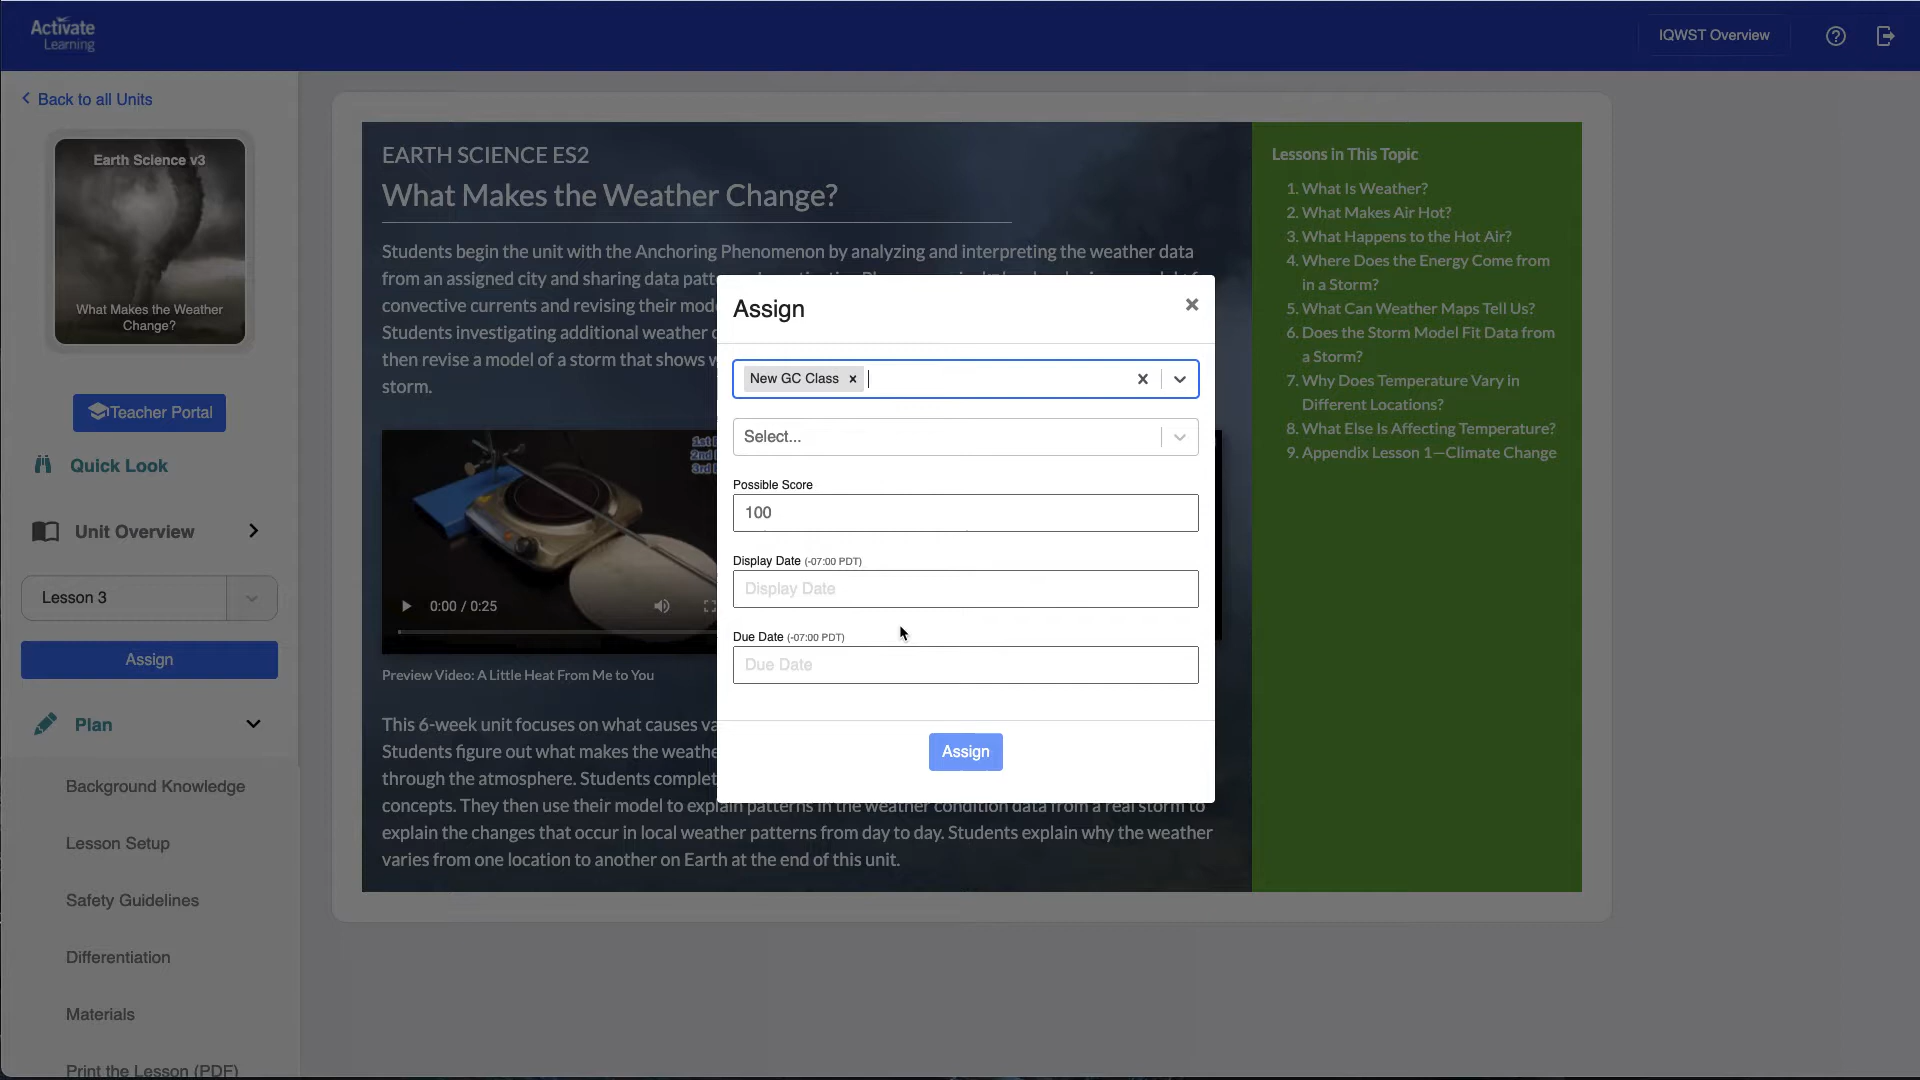 Activate
Learning
IQWST Overview
Back to all Units
Earth Science v3
What Makes the Weather
Change?
Teacher Portal
Quick Look
Unit Overview
Lesson 3
Assign
Plan
Background Knowledge
Lesson Setup
Safety Guidelines
Differentiation
Materials
Print the Lesson (PDF)
EARTH SCIENCE ES2
What Makes the Weather Change?
Students begin the unit with the Anchoring Phenomenon by analyzing and interpreting the weather data
from an assigned city and sharing data
convective currents and revising their
Students investigating additional weather
then revise a model of a storm that shows
storm.
1st
2nd
3rd
0:00 / 0:25
Preview Video: A Little Heat From Me to You
This 6-week unit focuses on what causes
Students figure out what makes the
through the atmosphere. Students
concepts. They then use their model to explain patterns in the weather condition data from a real storm to
explain the changes that occur in local weather patterns from day to day. Students explain why the weather
varies from one location to another on Earth at the end of this unit.
Assign
×
New GC Class ×
Select...
Possible Score
100
Display Date (-07:00 PDT)
Display Date
Due Date (-07:00 PDT)
Due Date
Assign
Lessons in This Topic
1. What Is Weather?
2. What Makes Air Hot?
3. What Happens to the Hot Air?
4. Where Does the Energy Come from
in a Storm?
5. What Can Weather Maps Tell Us?
6. Does the Storm Model Fit Data from
a Storm?
7. Why Does Temperature Vary in
Different Locations?
8. What Else Is Affecting Temperature?
9. Appendix Lesson 1—Climate Change